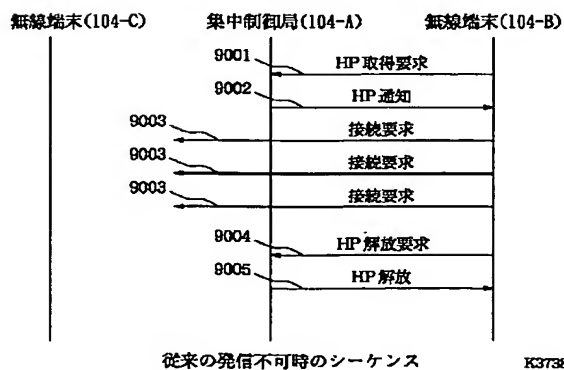 無線端末(104-C) 集中制御局(104-A) 無線端末(104-B)
9001 HP取得要求
9002 HP通知
9003 接続要求
9003 接続要求
9003 接続要求
9004 HP解放要求
9005 HP解放
従来の発信不可時のシーケンス K3738